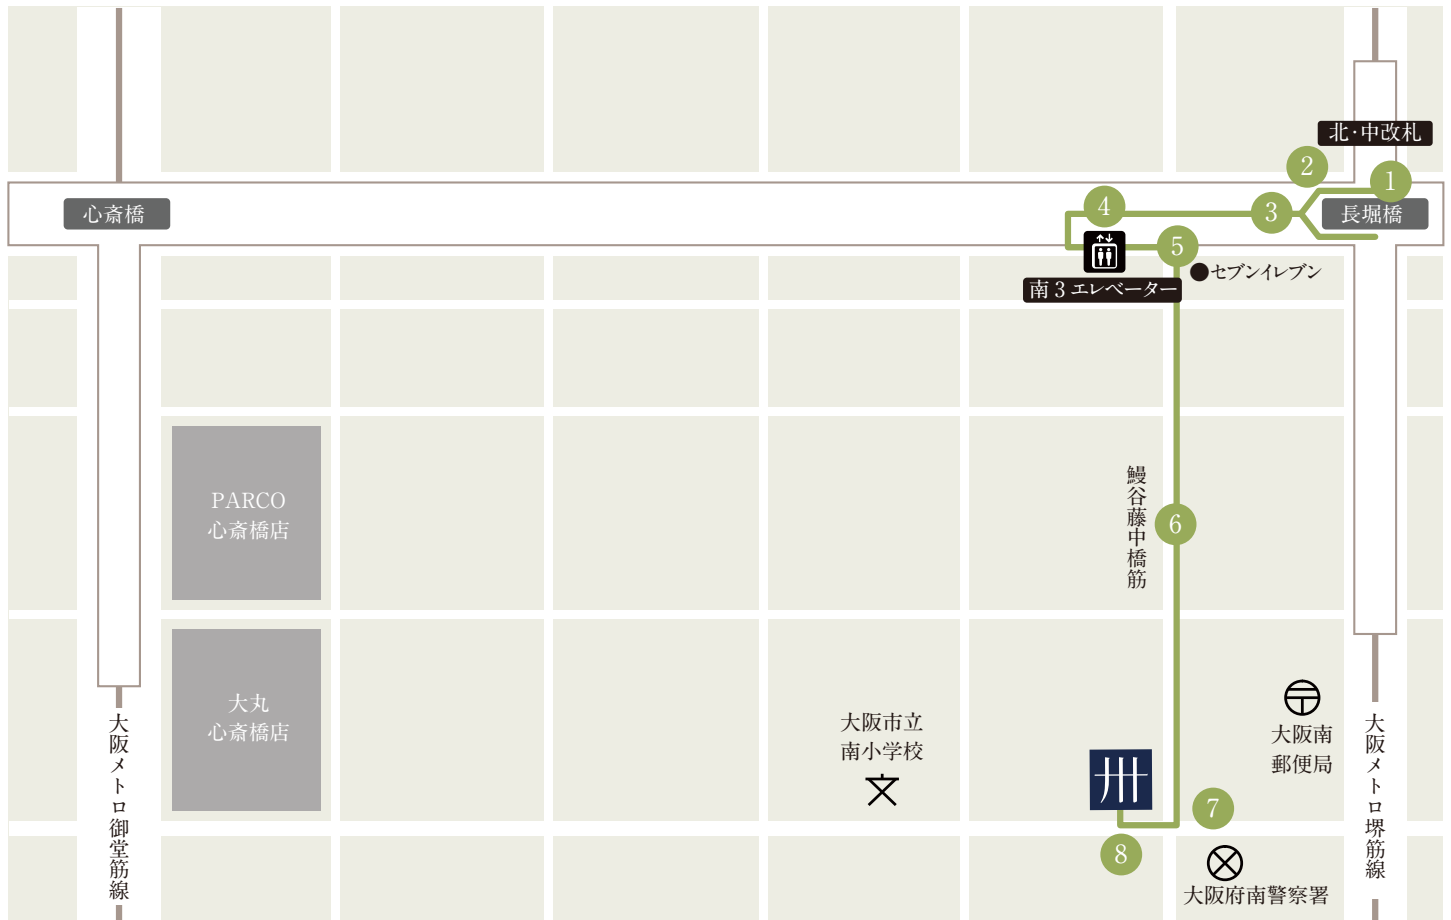 北・中改札
2
1
4
3
心斎橋
長堀橋
5
セブンイレブン
南3エレベーター
鰻谷藤中橋筋
6
PARCO
心斎橋店
大丸
心斎橋店
大阪市立
南小学校
大阪南
郵便局
大阪メトロ御堂筋線
大阪メトロ堺筋線
州
7
8
大阪府南警察署